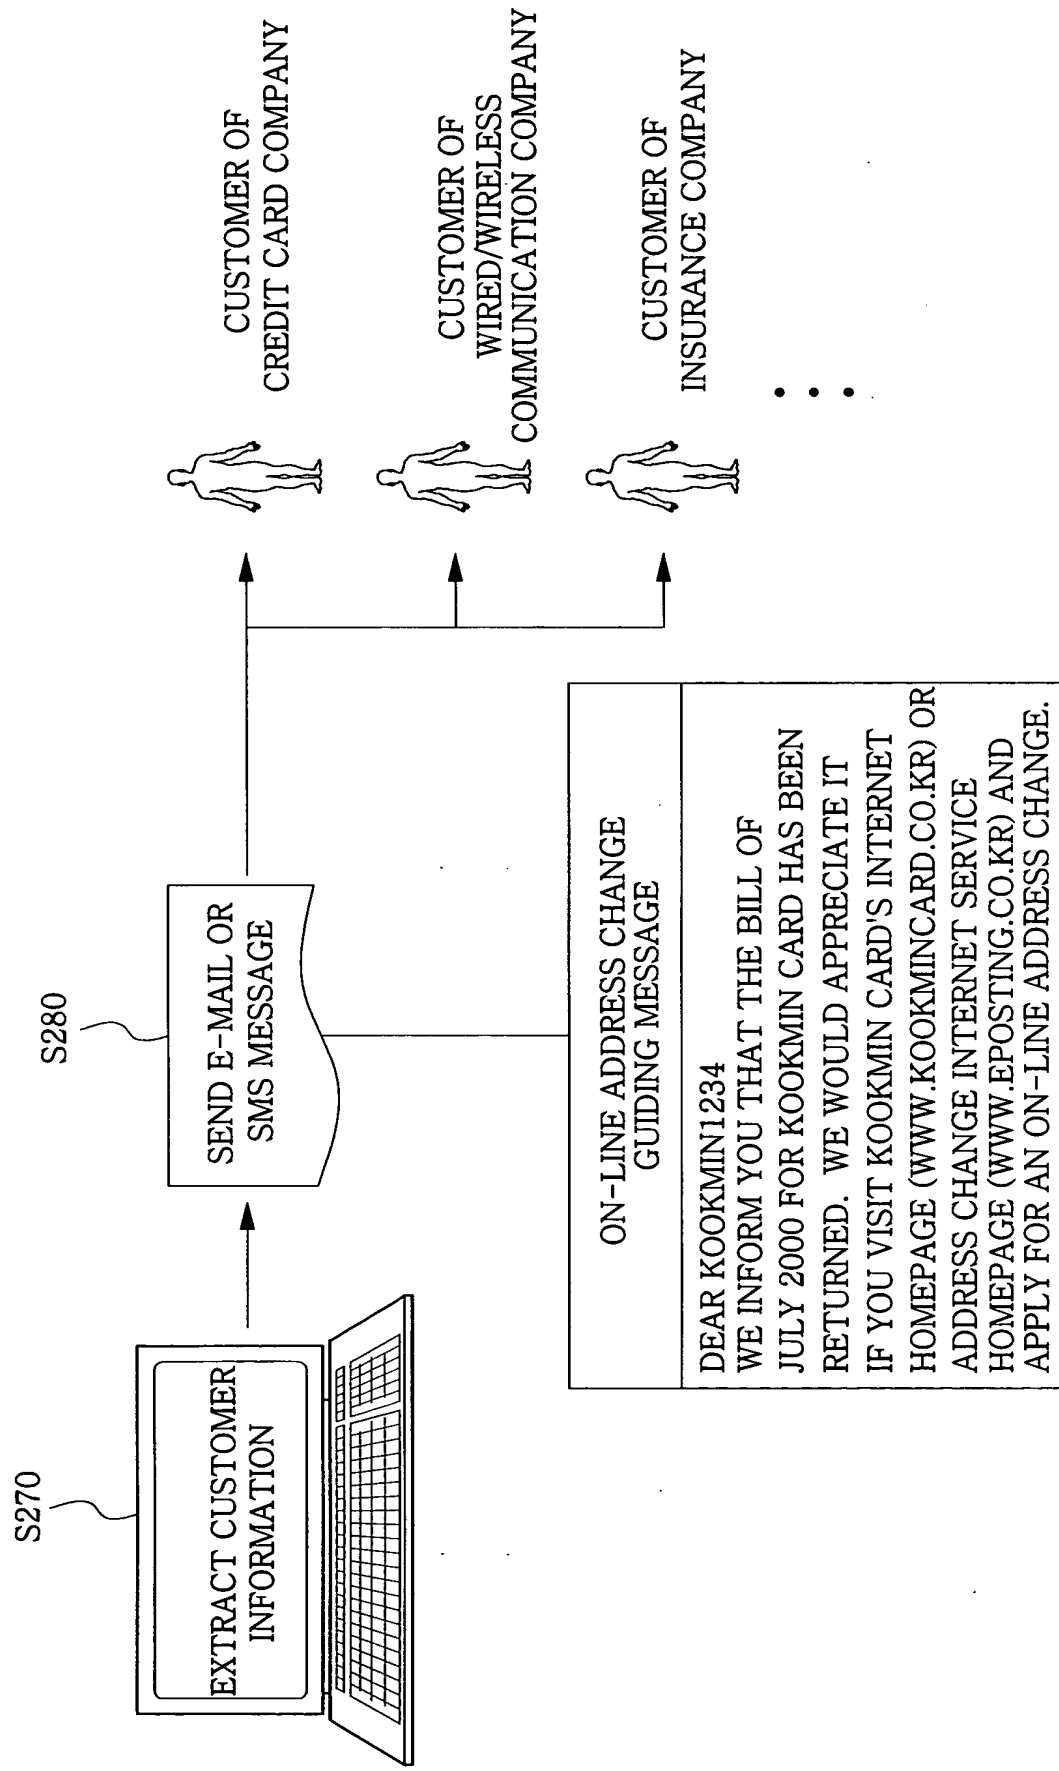 S270
EXTRACT CUSTOMER
INFORMATION
S280
SEND E-MAIL OR
SMS MESSAGE
CUSTOMER OF
CREDIT CARD COMPANY
CUSTOMER OF
WIRED/WIRELESS
COMMUNICATION COMPANY
CUSTOMER OF
INSURANCE COMPANY
ON-LINE ADDRESS CHANGE
GUIDING MESSAGE
DEAR KOOKMIN1234
WE INFORM YOU THAT THE BILL OF
JULY 2000 FOR KOOKMIN CARD HAS BEEN
RETURNED. WE WOULD APPRECIATE IT
IF YOU VISIT KOOKMIN CARD'S INTERNET
HOMEPAGE (WWW.KOOKMINCARD.CO.KR) OR
ADDRESS CHANGE INTERNET SERVICE
HOMEPAGE (WWW.EPOSTING.CO.KR) AND
APPLY FOR AN ON-LINE ADDRESS CHANGE.